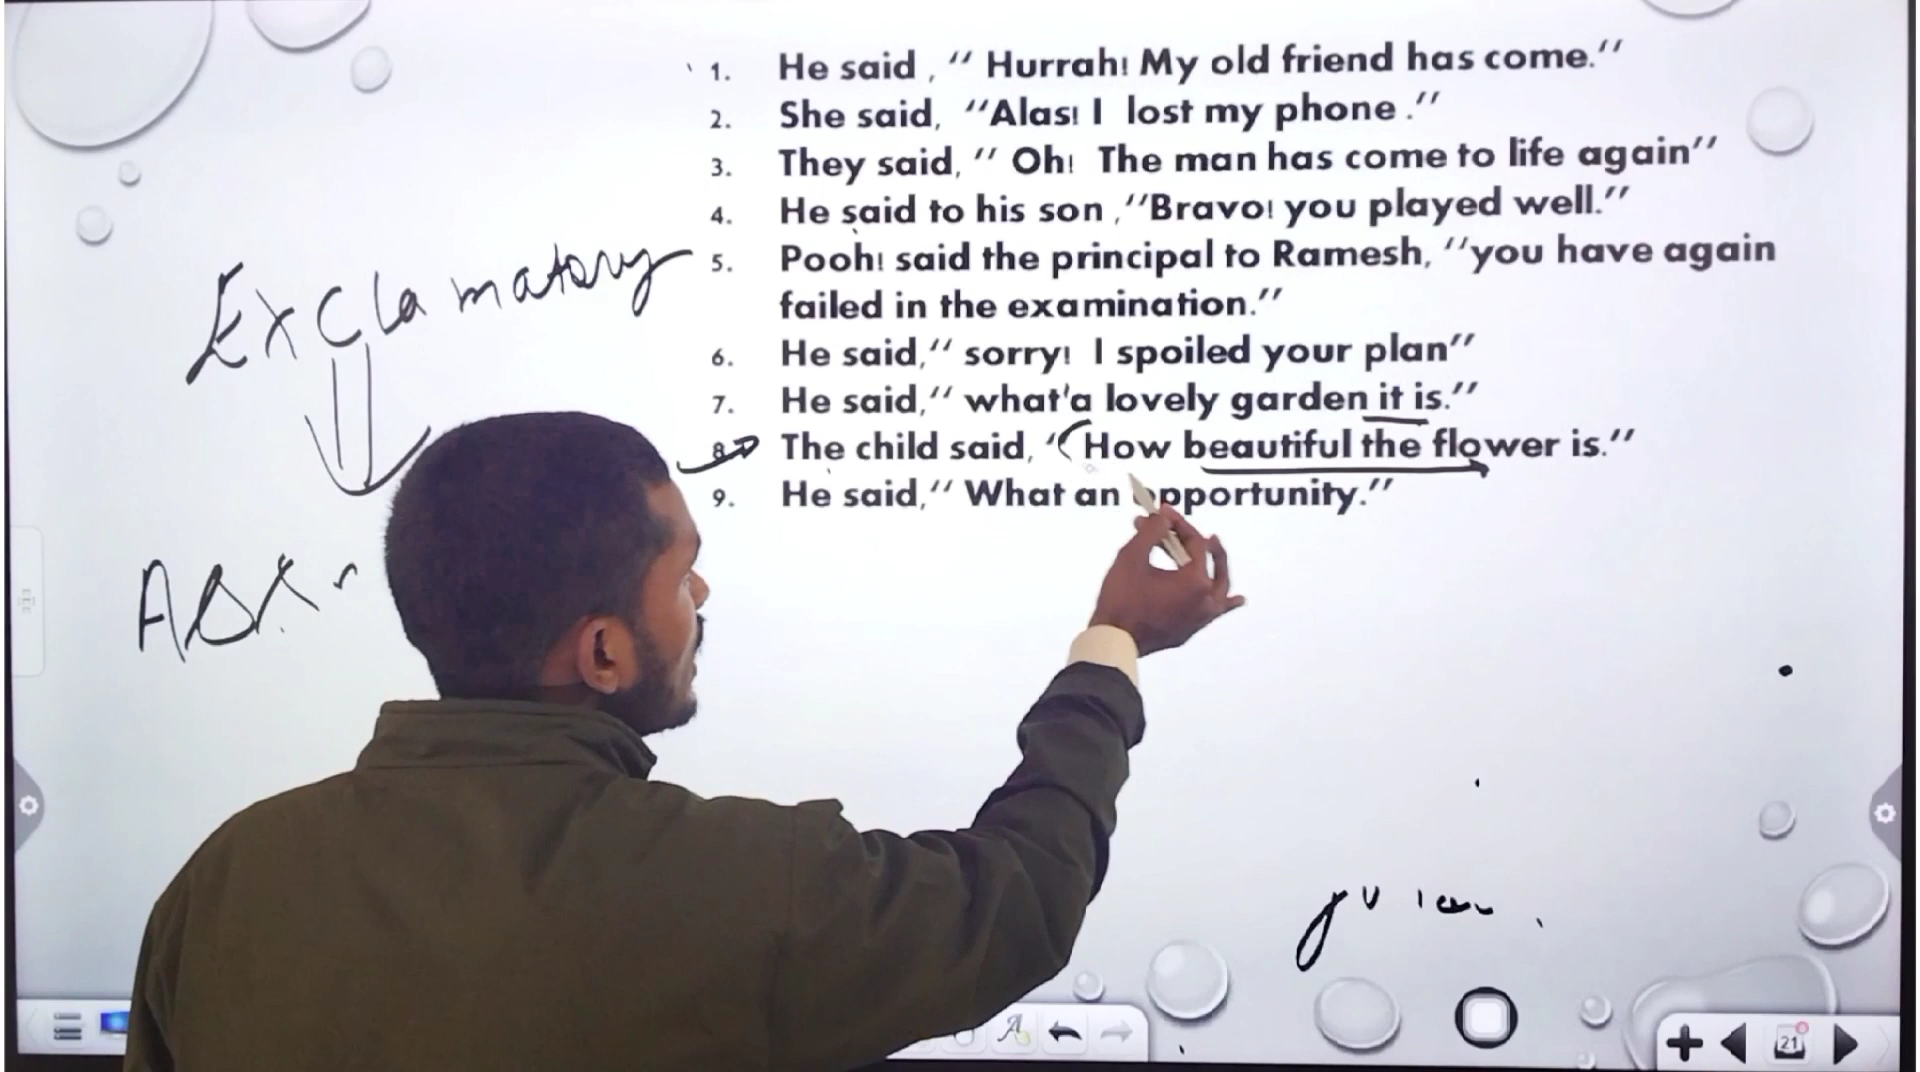 1. He said , " Hurrah! My old friend has come."
2. She said, "Alas! I lost my phone ."
3. They said, " Oh! The man has come to life again"
4. He said to his son ,"Bravo! you played well."
5. Pooh! said the principal to Ramesh, "you have again
failed in the examination."
6. He said," sorry! I spoiled your plan"
7. He said," what'a lovely garden it is."
8. The child said, "How beautiful the flower is."
9. He said," What an opportunity."
Exclamatory
21